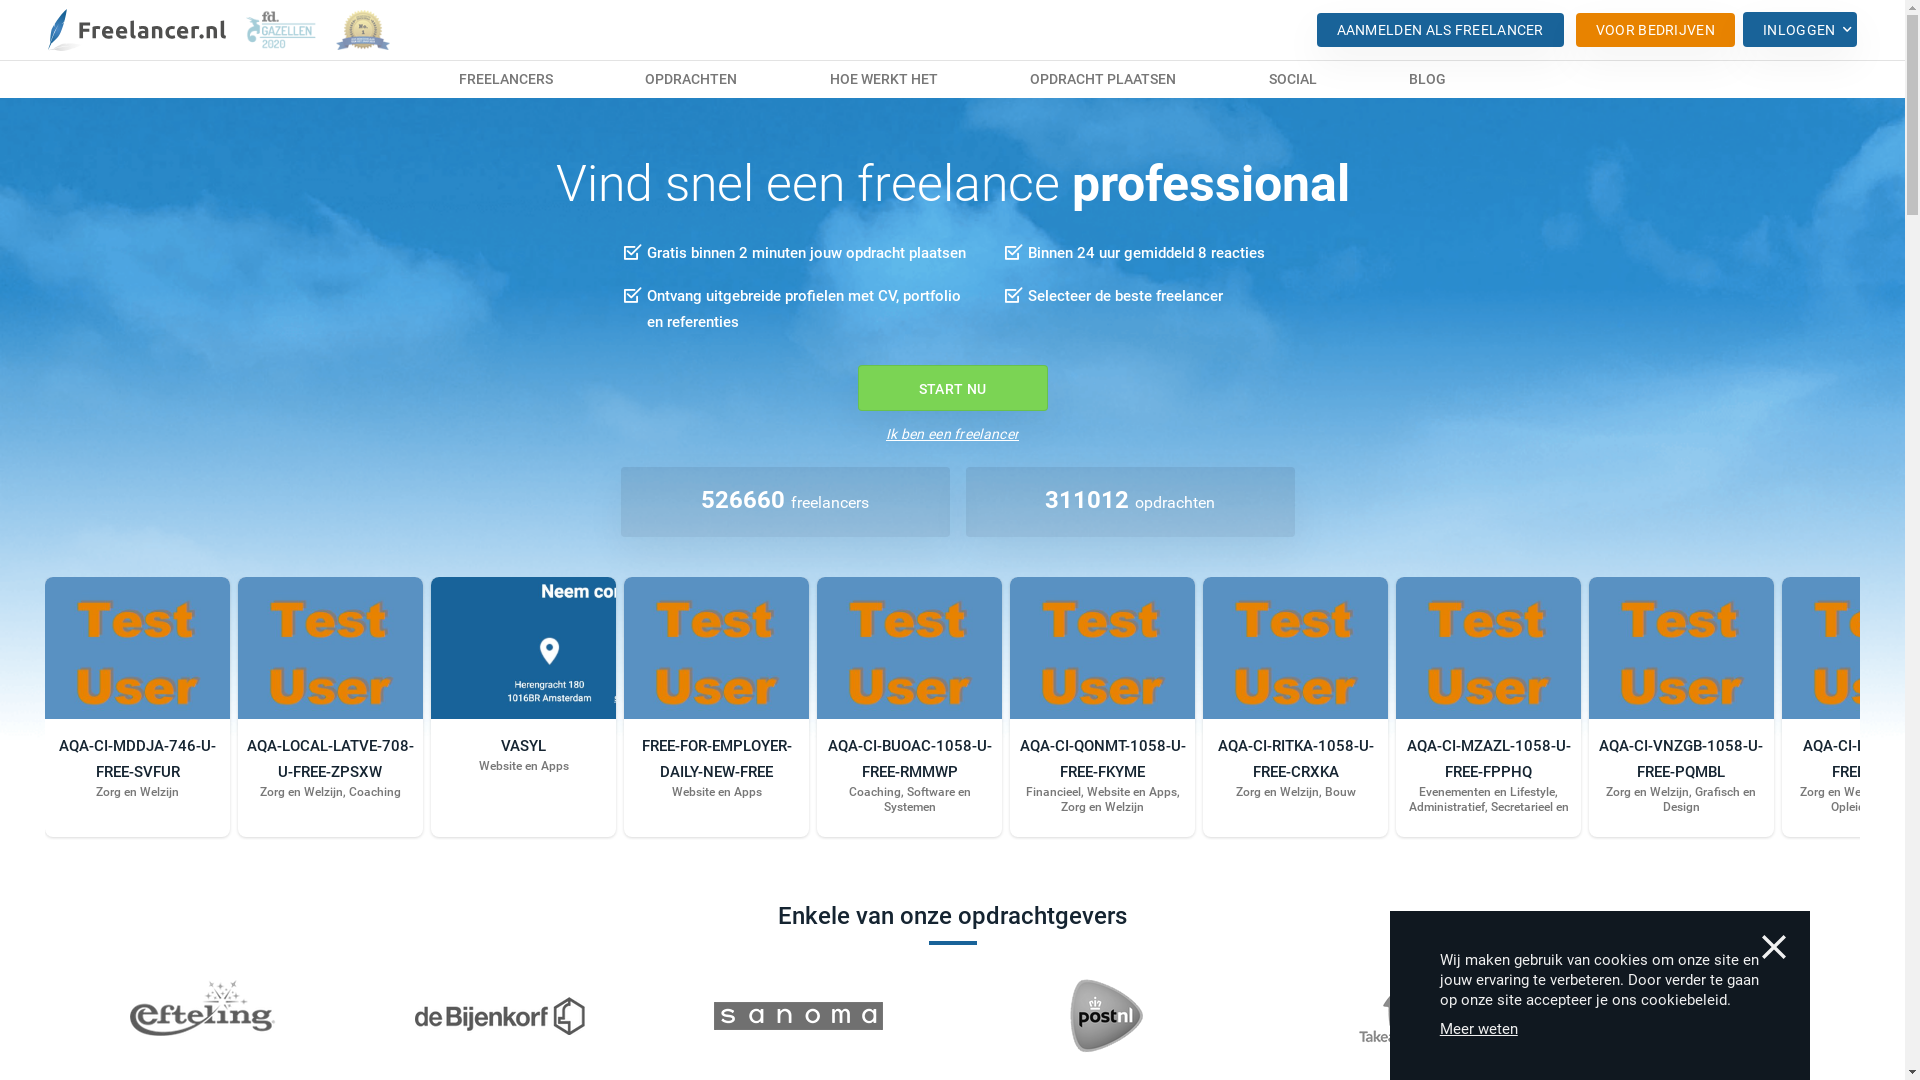 Freelancer.nl
fd.
GAZELLEN
2020
AANMELDEN ALS FREELANCER
VOOR BEDRIJVEN
INLOGGEN
FREELANCERS
OPDRACHTEN
HOE WERKT HET
OPDRACHT PLAATSEN
SOCIAL
BLOG
Vind snel een freelance professional
Gratis binnen 2 minuten jouw opdracht plaatsen
Binnen 24 uur gemiddeld 8 reacties
Ontvang uitgebreide profielen met CV, portfolio
en referenties
Selecteer de beste freelancer
START NU
Ik ben een freelancer
526660 freelancers
311012 opdrachten
Test
User
AQA-CI-MDDJA-746-U-
FREE-SVFUR
Zorg en Welzijn
Test
User
AQA-LOCAL-LATVE-708-
U-FREE-ZPSXW
Zorg en Welzijn, Coaching
Neem co
Herengracht 180
1016BR Amsterdam
VASYL
Website en Apps
Test
User
FREE-FOR-EMPLOYER-
DAILY-NEW-FREE
Website en Apps
Test
User
AQA-CI-BUOAC-1058-U-
FREE-RMMWP
Coaching, Software en
Systemen
Test
User
AQA-CI-QONMT-1058-U-
FREE-FKYME
Financieel, Website en Apps,
Zorg en Welzijn
Test
User
AQA-CI-RITKA-1058-U-
FREE-CRXKA
Zorg en Welzijn, Bouw
Test
User
AQA-CI-MZAZL-1058-U-
FREE-FPPHQ
Evenementen en Lifestyle,
Administratief, Secretarieel en
Test
User
AQA-CI-VNZGB-1058-U-
FREE-PQMBL
Zorg en Welzijn, Grafisch en
Design
AQA-CI-
FREE
Zorg en We
Oplei
Enkele van onze opdrachtgevers
efteling
de Bijenkorf
sanoma
postnl
Takea
Wij maken gebruik van cookies om onze site en
jouw ervaring te verbeteren. Door verder te gaan
op onze site accepteer je ons cookiebeleid.
Meer weten